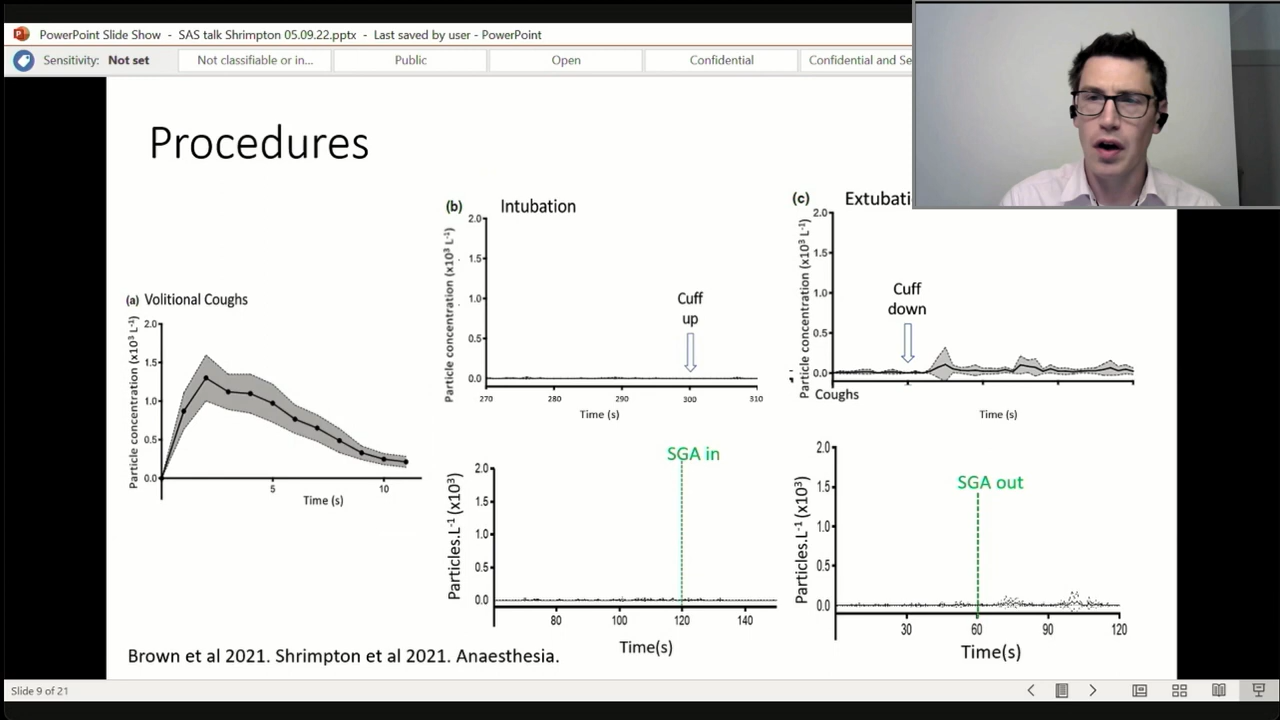 PowerPoint Slide Show - SAS talk Shrimpton 05.09.22.pptx - Last saved by user - PowerPoint
Sensitivity: Not set
Not classifiable or in...
Public
Open
Confidential
Confidential and Se
Procedures
(a) Volitional Coughs
Particle concentration (x10³ L⁻¹)
2.0
1.5
1.0
0.5
0.0
5
10
Time (s)
(b) Intubation
Particle concentration (x10³ L⁻¹)
2.0
1.5
1.0
0.5
0.0
Cuff
up
270
280
290
300
310
Time (s)
(c) Extubati
Particle concentration (x10³ L⁻¹)
2.0
1.5
1.0
0.5
0.0
Cuff
down
Coughs
Time (s)
SGA in
Particles.L⁻¹ (x10³)
2.0
1.5
1.0
0.5
0.0
80
100
120
140
Time(s)
SGA out
Particles.L⁻¹ (x10³)
2.0
1.5
1.0
0.5
0.0
30
60
90
120
Time(s)
Brown et al 2021. Shrimpton et al 2021. Anaesthesia.
Slide 9 of 21